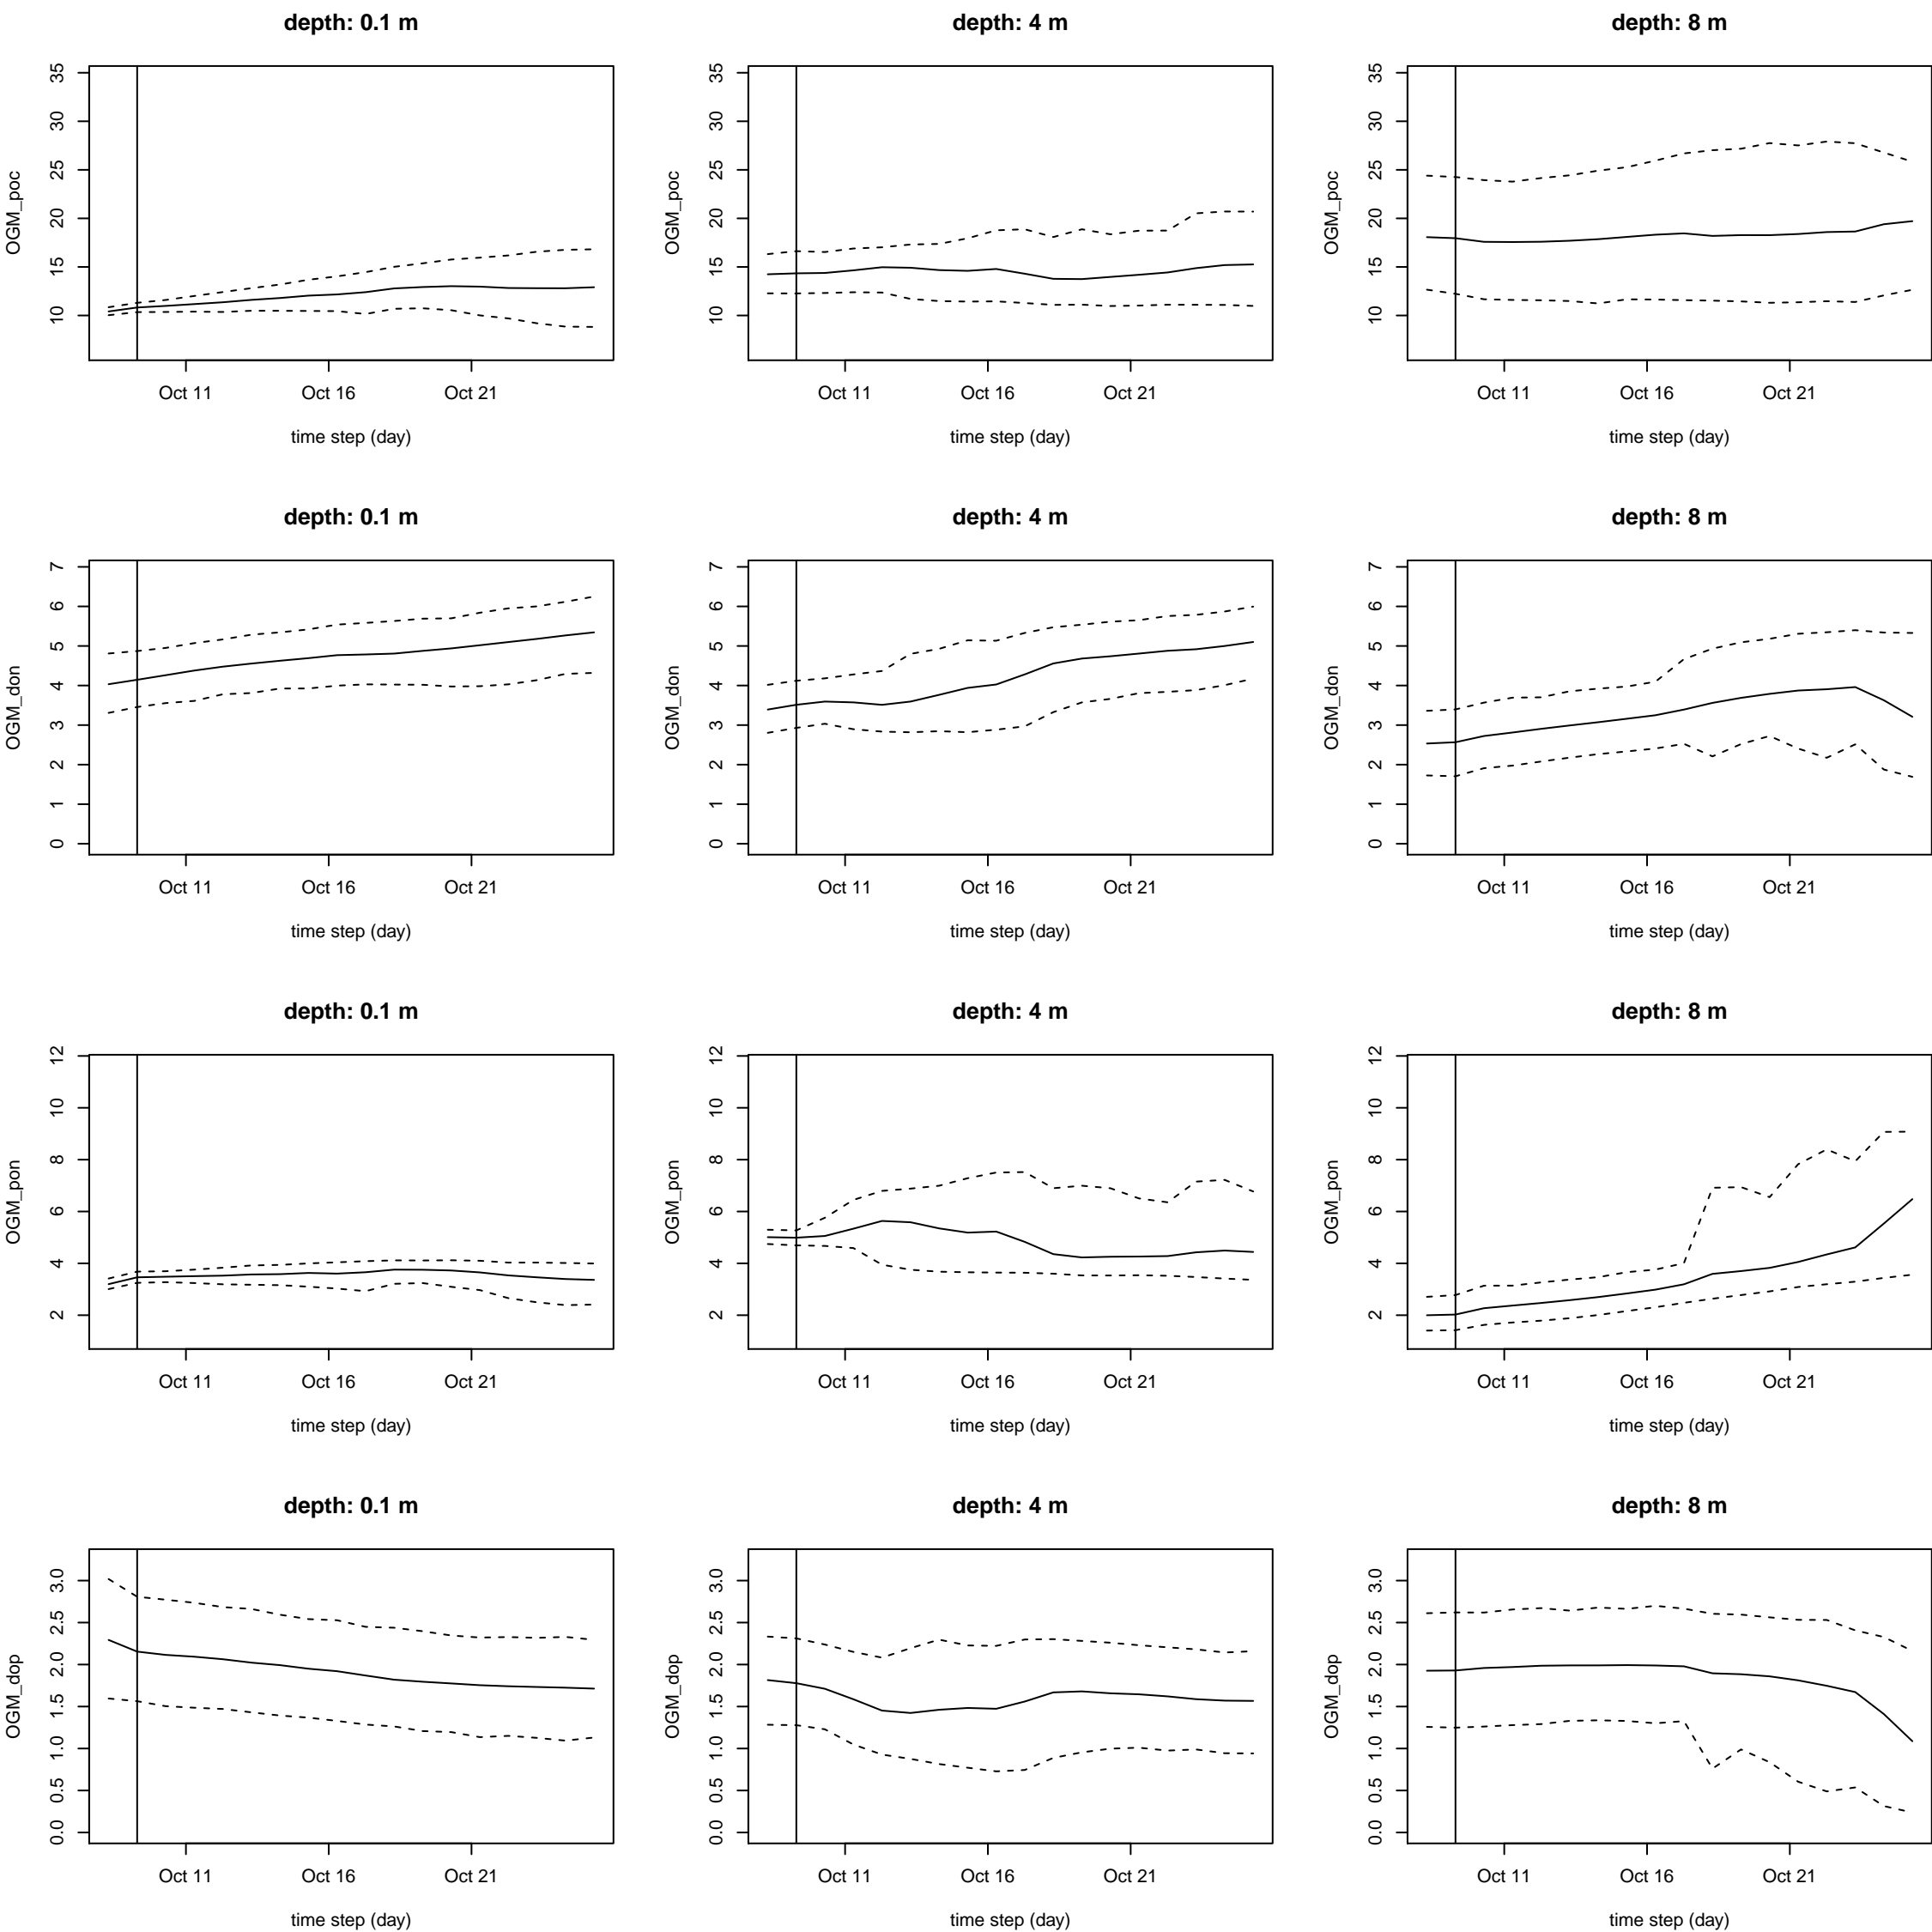 depth: 0.1 m
OGM_poc
35
30
25
20
15
10
Oct 11 Oct 16 Oct 21
time step (day)
depth: 4 m
OGM_poc
35
30
25
20
15
10
Oct 11 Oct 16 Oct 21
time step (day)
depth: 8 m
OGM_poc
35
30
25
20
15
10
Oct 11 Oct 16 Oct 21
time step (day)
depth: 0.1 m
OGM_don
7
6
5
4
3
2
1
0
Oct 11 Oct 16 Oct 21
time step (day)
depth: 4 m
OGM_don
7
6
5
4
3
2
1
0
Oct 11 Oct 16 Oct 21
time step (day)
depth: 8 m
OGM_don
7
6
5
4
3
2
1
0
Oct 11 Oct 16 Oct 21
time step (day)
depth: 0.1 m
OGM_pon
12
10
8
6
4
2
Oct 11 Oct 16 Oct 21
time step (day)
depth: 4 m
OGM_pon
12
10
8
6
4
2
Oct 11 Oct 16 Oct 21
time step (day)
depth: 8 m
OGM_pon
12
10
8
6
4
2
Oct 11 Oct 16 Oct 21
time step (day)
depth: 0.1 m
OGM_dop
3.0
2.5
2.0
1.5
1.0
0.5
0.0
Oct 11 Oct 16 Oct 21
time step (day)
depth: 4 m
OGM_dop
3.0
2.5
2.0
1.5
1.0
0.5
0.0
Oct 11 Oct 16 Oct 21
time step (day)
depth: 8 m
OGM_dop
3.0
2.5
2.0
1.5
1.0
0.5
0.0
Oct 11 Oct 16 Oct 21
time step (day)